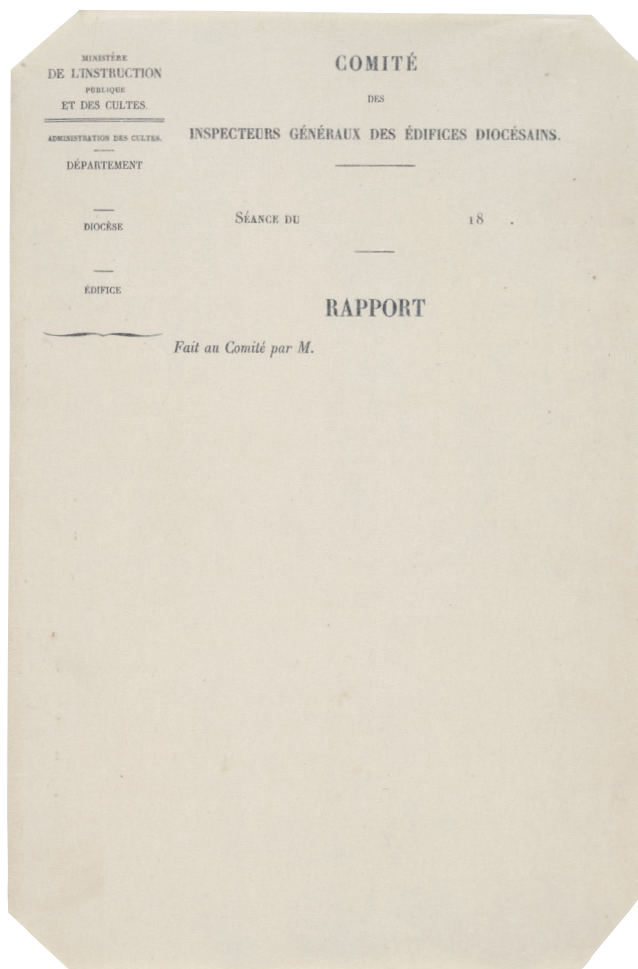 MINISTÈRE
DE L'INSTRUCTION
PUBLIQUE
ET DES CULTES.
ADMINISTRATION DES CULTES.
DÉPARTEMENT
DIOCÈSE
ÉDIFICE
COMITÉ
DES
INSPECTEURS GÉNÉRAUX DES ÉDIFICES DIOCÉSAINS.
SÉANCE DU 18 .
RAPPORT
Fait au Comité par M.